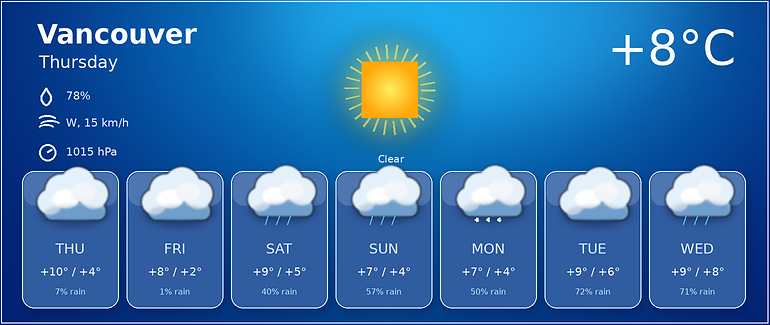 Vancouver
Thursday
+8°C
78%
W, 15 km/h
1015 hPa
Clear
THU
+10° / +4°
7% rain
FRI
+8° / +2°
1% rain
SAT
+9° / +5°
40% rain
SUN
+7° / +4°
57% rain
MON
+7° / +4°
50% rain
TUE
+9° / +6°
72% rain
WED
+9° / +8°
71% rain